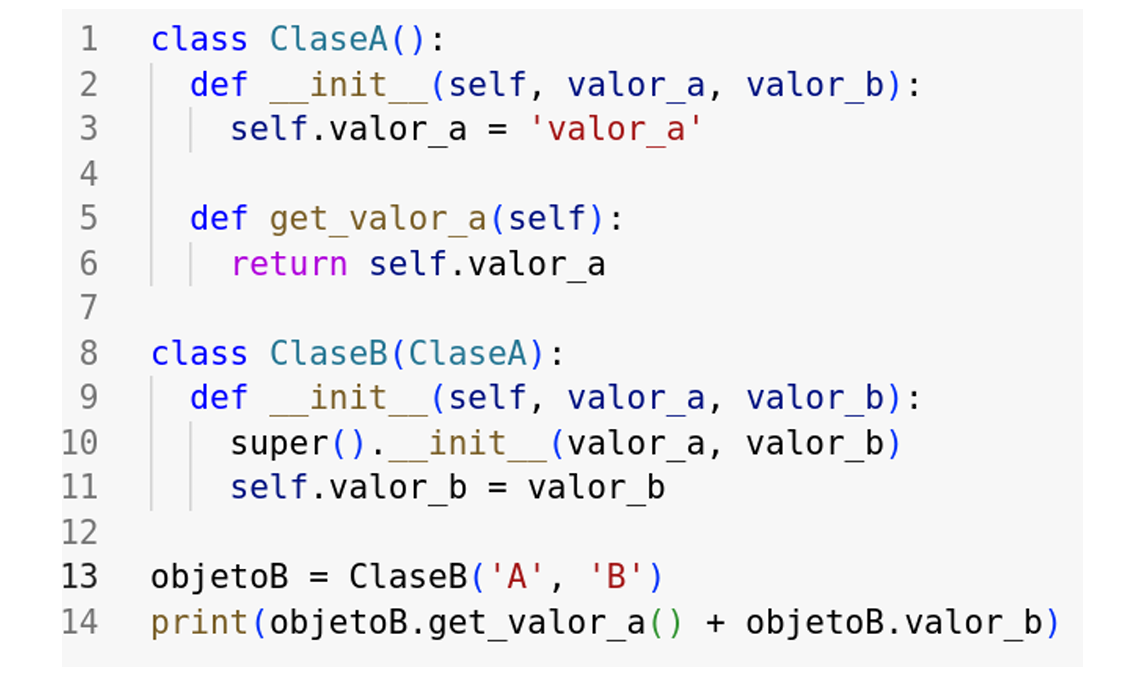 1 class ClaseA():
2   def __init__(self, valor_a, valor_b):
3     self.valor_a = 'valor_a'
4
5   def get_valor_a(self):
6     return self.valor_a
7
8 class ClaseB(ClaseA):
9   def __init__(self, valor_a, valor_b):
10     super().__init__(valor_a, valor_b)
11     self.valor_b = valor_b
12
13 objetoB = ClaseB('A', 'B')
14 print(objetoB.get_valor_a() + objetoB.valor_b)